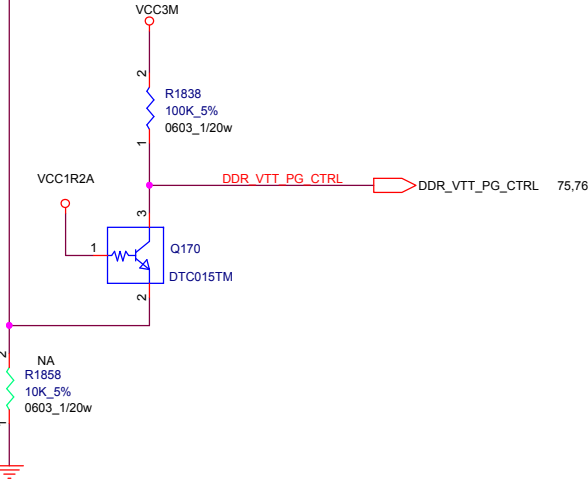 VCC3M
2
R1838
100K_5%
0603_1/20w
1
VCC1R2A
DDR_VTT_PG_CTRL
DDR_VTT_PG_CTRL 75,76
3
1
Q170
DTC015TM
2
2
NA
R1858
10K_5%
0603_1/20w
1